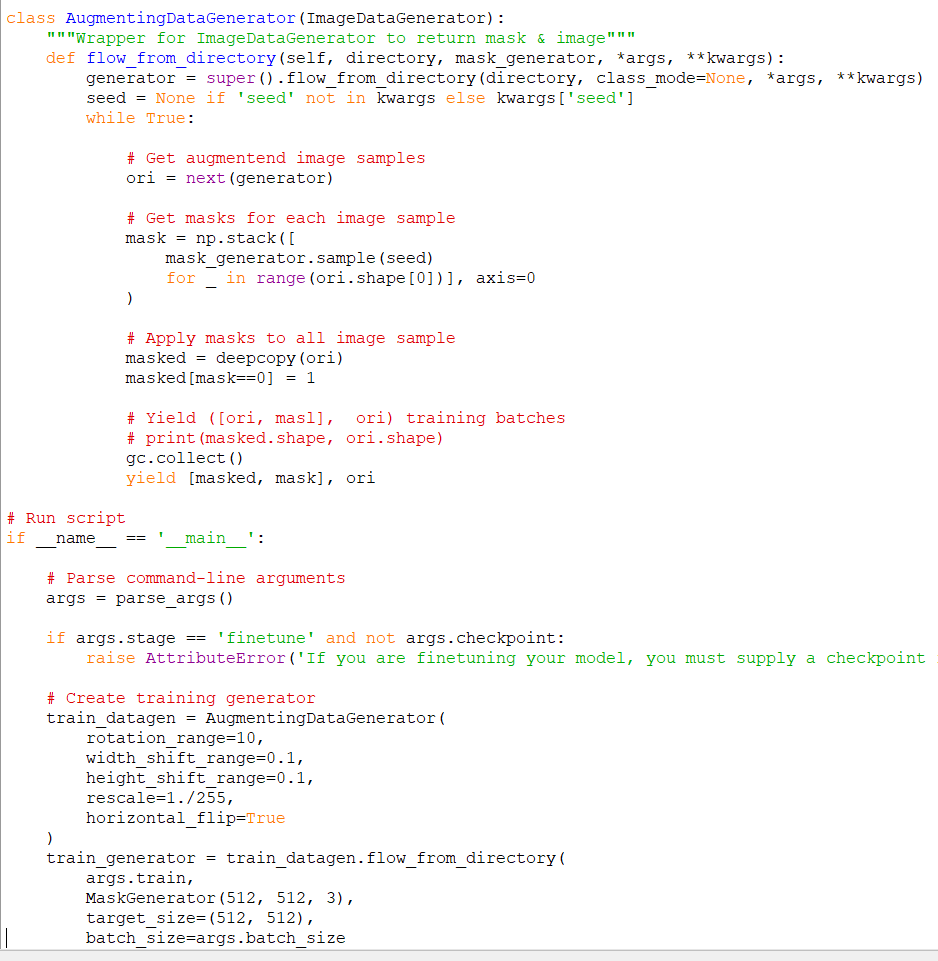 class AugmentingDataGenerator(ImageDataGenerator):
    """Wrapper for ImageDataGenerator to return mask & image"""
    def flow_from_directory(self, directory, mask_generator, *args, **kwargs):
        generator = super().flow_from_directory(directory, class_mode=None, *args, **kwargs)
        seed = None if 'seed' not in kwargs else kwargs['seed']
        while True:

            # Get augmentend image samples
            ori = next(generator)

            # Get masks for each image sample
            mask = np.stack([
                mask_generator.sample(seed)
                for _ in range(ori.shape[0])], axis=0
            )

            # Apply masks to all image sample
            masked = deepcopy(ori)
            masked[mask==0] = 1

            # Yield ([ori, masl],  ori) training batches
            # print(masked.shape, ori.shape)
            gc.collect()
            yield [masked, mask], ori

# Run script
if __name__ == '__main__':

    # Parse command-line arguments
    args = parse_args()

    if args.stage == 'finetune' and not args.checkpoint:
        raise AttributeError('If you are finetuning your model, you must supply a checkpoint

    # Create training generator
    train_datagen = AugmentingDataGenerator(
        rotation_range=10,
        width_shift_range=0.1,
        height_shift_range=0.1,
        rescale=1./255,
        horizontal_flip=True
    )
    train_generator = train_datagen.flow_from_directory(
        args.train,
        MaskGenerator(512, 512, 3),
        target_size=(512, 512),
        batch_size=args.batch_size